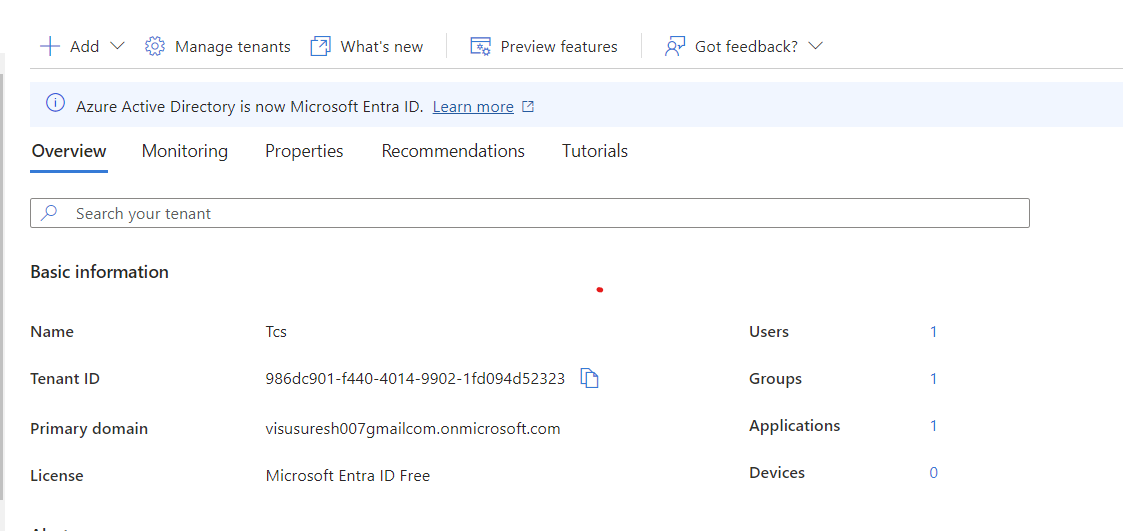 Add Manage tenants What's new Preview features Got feedback?
Azure Active Directory is now Microsoft Entra ID. Learn more
Overview Monitoring Properties Recommendations Tutorials
Search your tenant
Basic information
Name Tcs Users 1
Tenant ID 986dc901-f440-4014-9902-1fd094d52323 Groups 1
Primary domain visusuresh007gmailcom.onmicrosoft.com Applications 1
License Microsoft Entra ID Free Devices 0